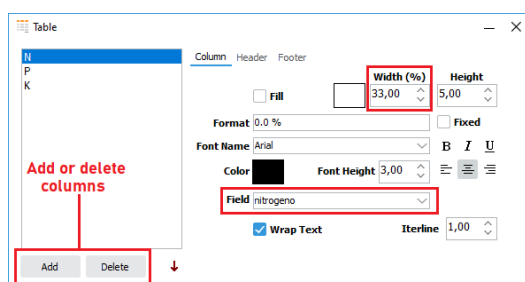 Table
N
P
K
Column Header Footer
Width (%) Height
Fill 33,00 5,00
Format 0.0 % Fixed
Font Name Arial B I U
Color Font Height 3,00
Field nitrogeno
Wrap Text Iterline 1,00
Add or delete
columns
Add Delete